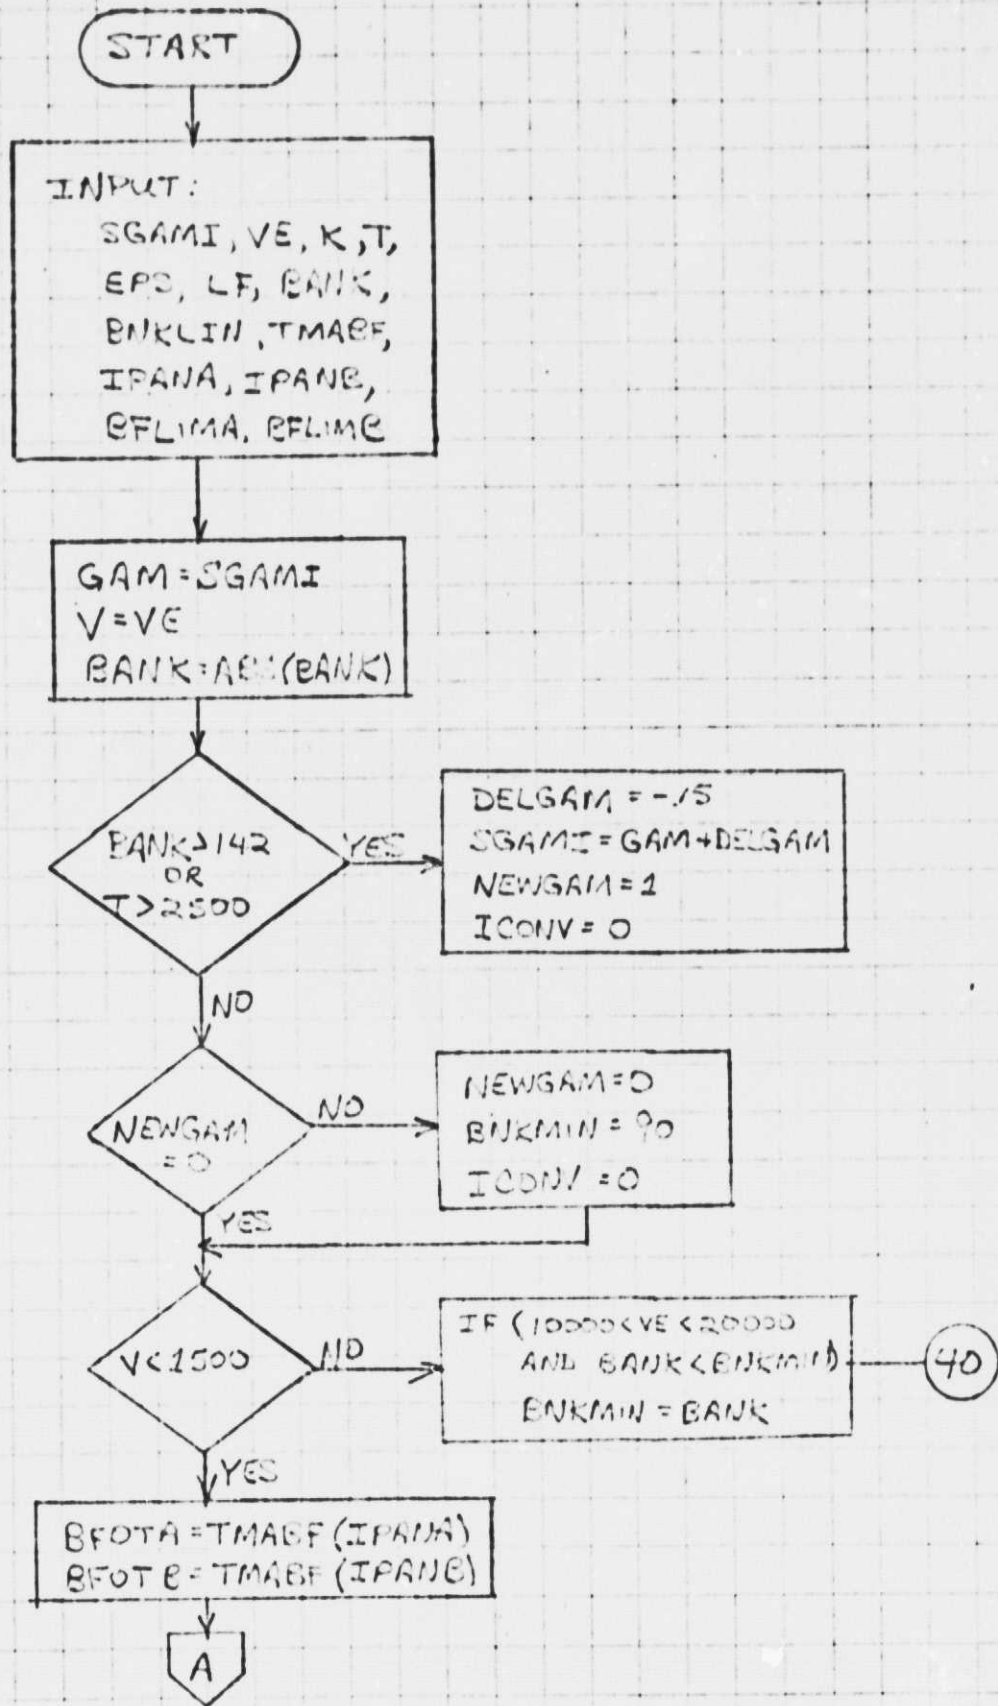 START
INPUT:
SGAMI, VE, K, T,
EPS, LF, BANK,
BNKLIN, TMABF,
IPANA, IPANB,
BFLIMA, BFLIMB
GAM=SGAMI
V=VE
BANK=ABS(BANK)
BANK>142
OR
T>2500
YES
DELGAM = -.15
SGAMI=GAM+DELGAM
NEWGAM=1
ICONV=0
NO
NEWGAM
=0
NO
NEWGAM=0
BNKMIN=90
ICONV=0
YES
V<1500
NO
IF (10000<VE<20000
AND BANK<BNKMIN)
BNKMIN=BANK
40
YES
BFOTA=TMABF(IPANA)
BFOTB=TMABF(IPANB)
A